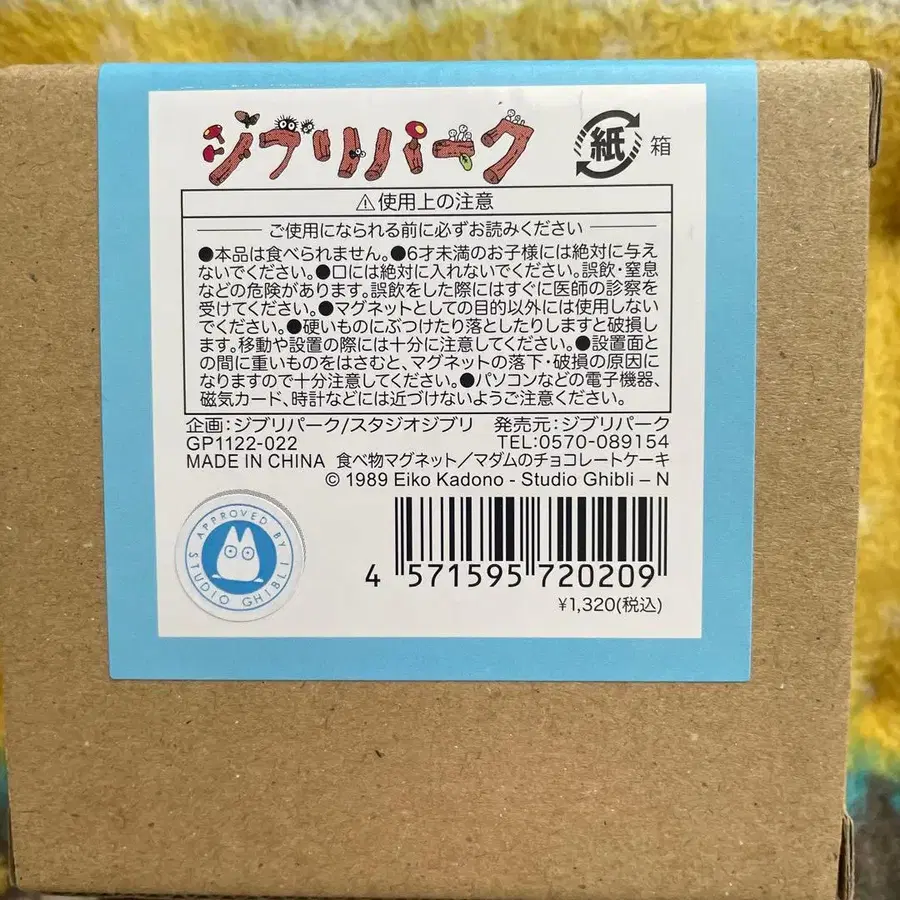 ジブリパーク
紙 箱
⚠使用上の注意
ご使用になられる前に必ずお読みください
●本品は食べられません。●6才未満のお子様には絶対に与え
ないでください。●口には絶対に入れないでください。誤飲・窒息
などの危険があります。誤飲をした際にはすぐに医師の診察を
受けてください。●マグネットとしての目的以外には使用しない
でください。●硬いものにぶつけたり落としたりしますと破損し
ます。移動や設置の際には十分に注意してください。●設置面と
の間に重いものをはさむと、マグネットの落下・破損の原因に
なりますので十分注意してください。●パソコンなどの電子機器、
磁気カード、時計などには近づけないようご注意ください。
企画:ジブリパーク/スタジオジブリ 発売元:ジブリパーク
GP1122-022 TEL:0570-089154
MADE IN CHINA 食べ物マグネット/マダムのチョコレートケーキ
© 1989 Eiko Kadono - Studio Ghibli – N
APPROVED BY
STUDIO GHIBLI
4 571595 720209
¥1,320(税込)